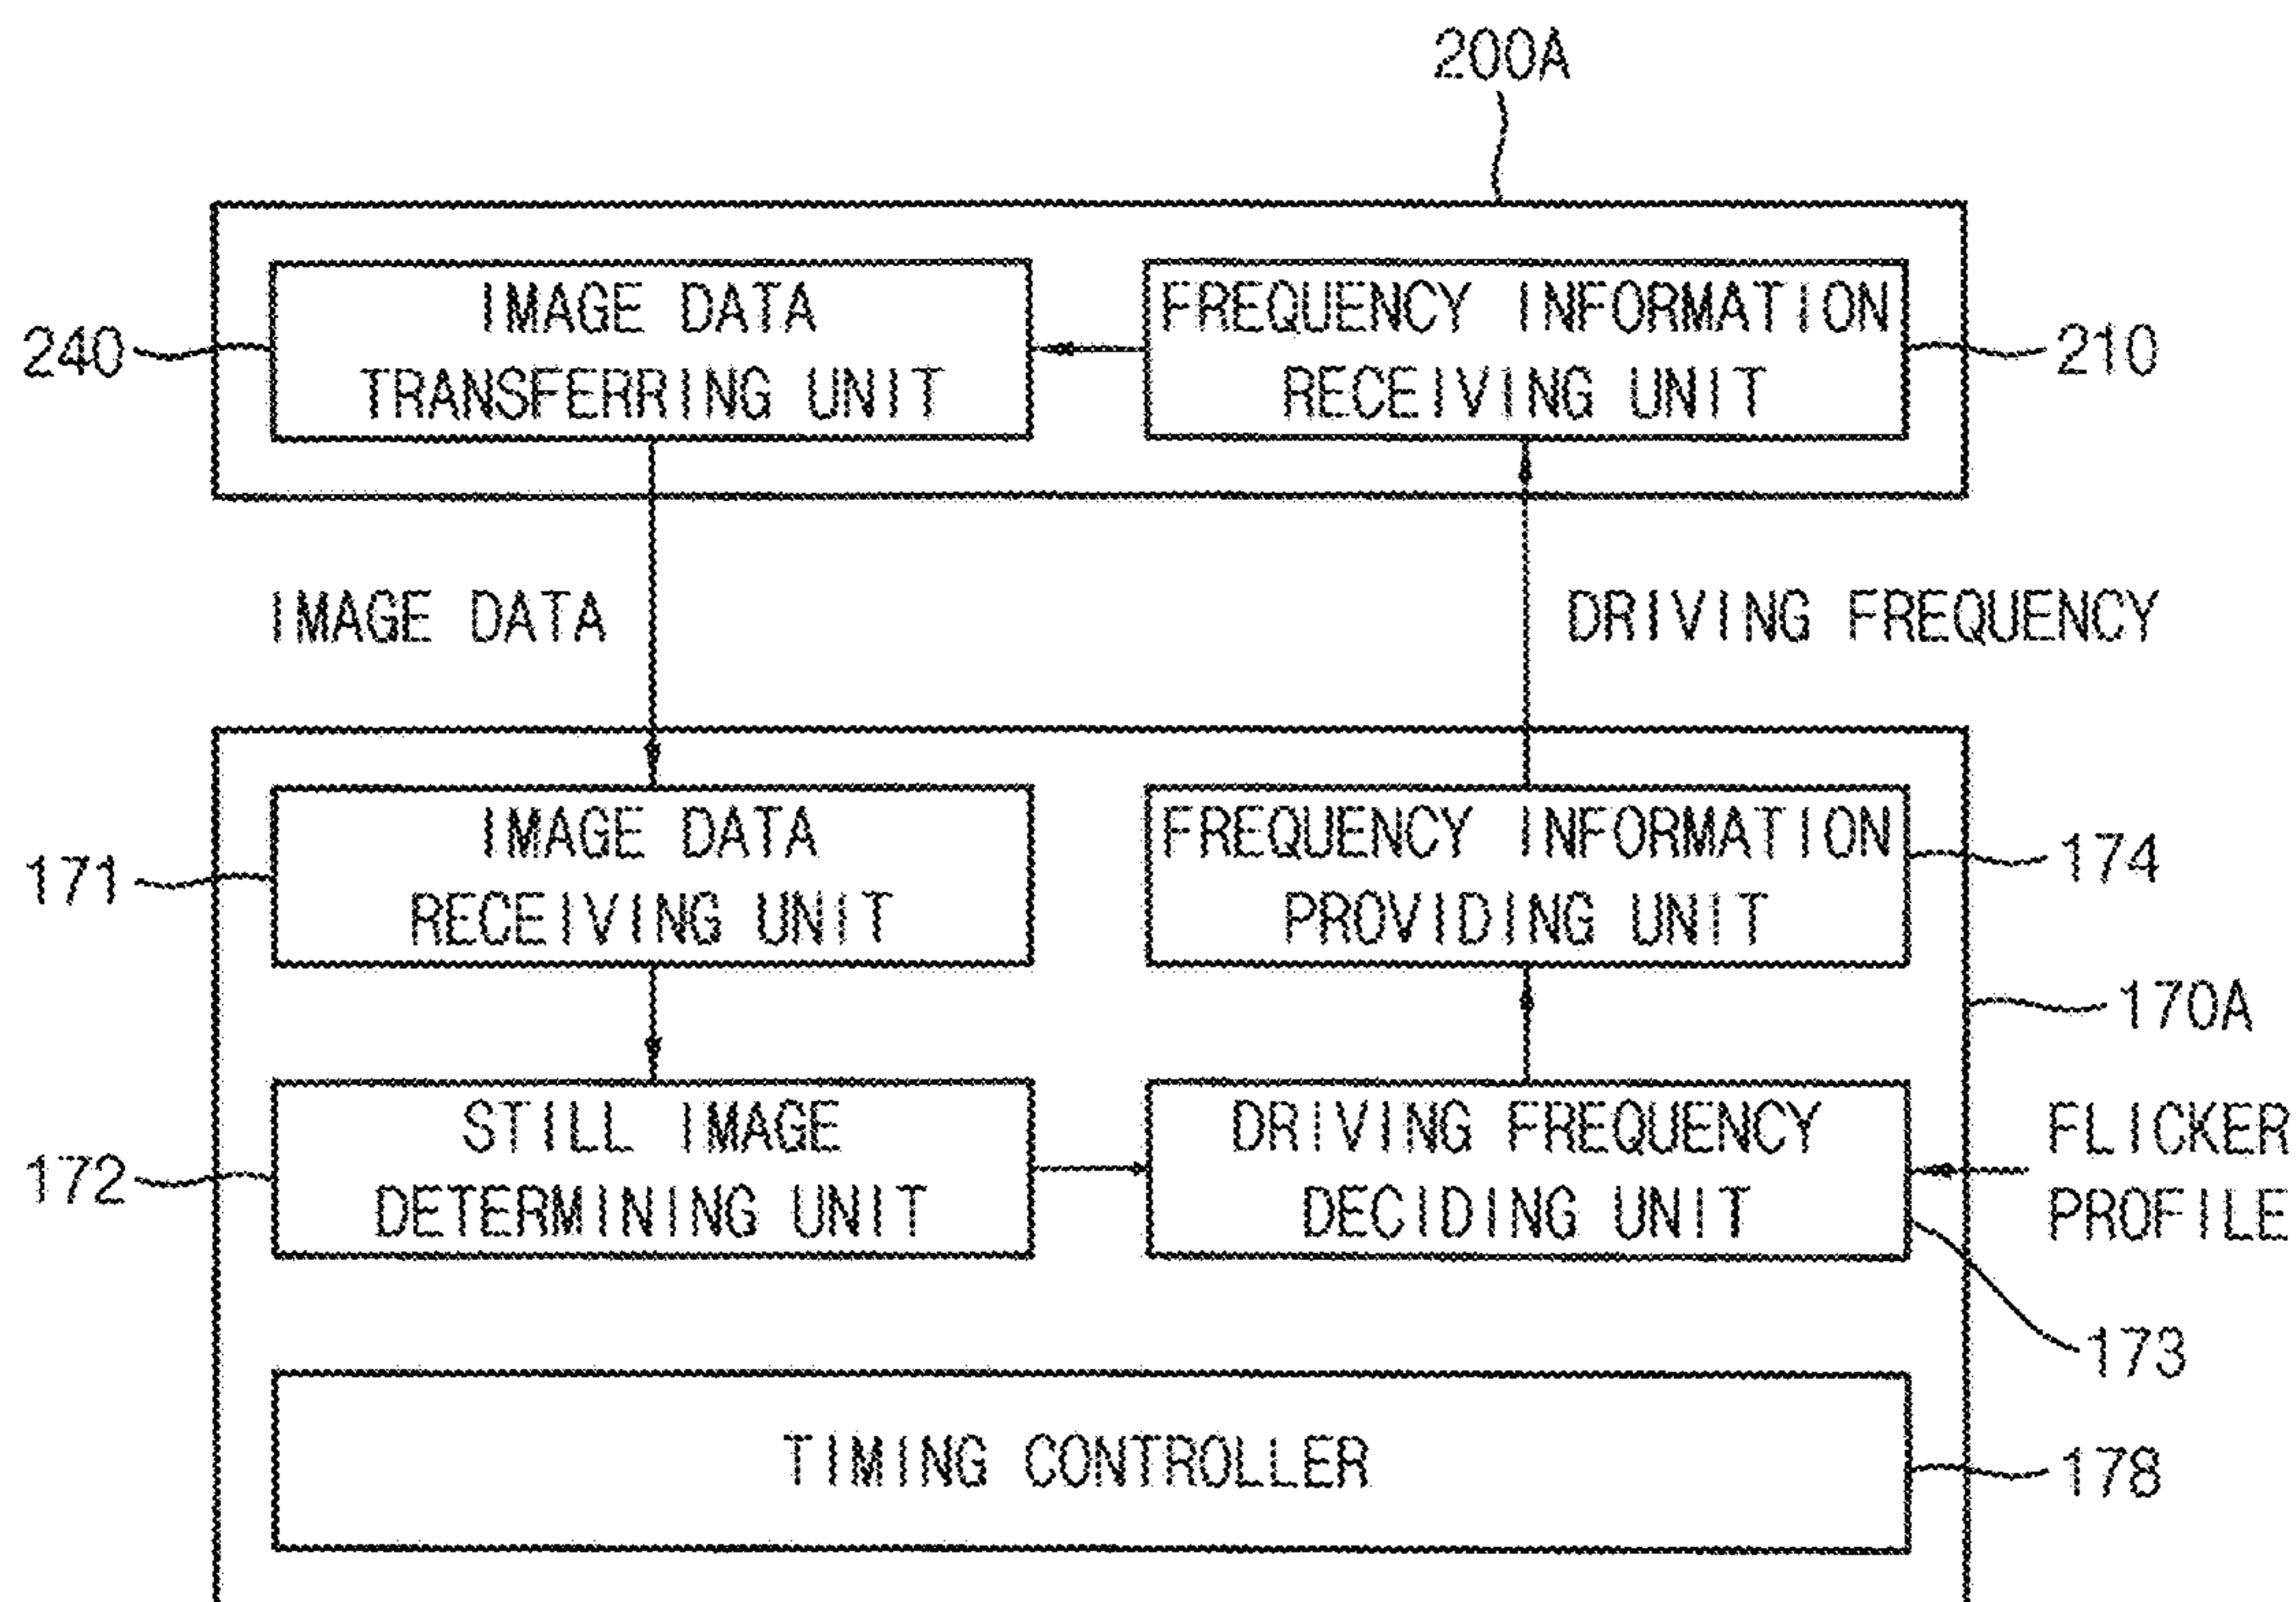 200A
IMAGE DATA
TRANSFERRING UNIT
240
FREQUENCY INFORMATION
RECEIVING UNIT
210
IMAGE DATA
DRIVING FREQUENCY
IMAGE DATA
RECEIVING UNIT
171
FREQUENCY INFORMATION
PROVIDING UNIT
174
170A
STILL IMAGE
DETERMINING UNIT
172
DRIVING FREQUENCY
DECIDING UNIT
FLICKER
PROFILE
173
TIMING CONTROLLER
178